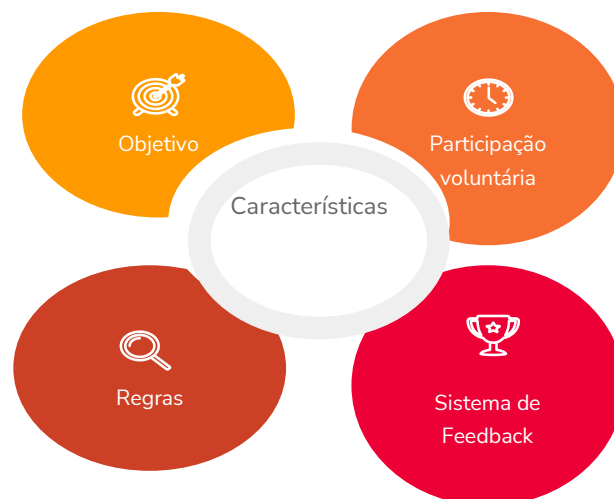 Objetivo
Participação
voluntária
Características
Regras
Sistema de
Feedback